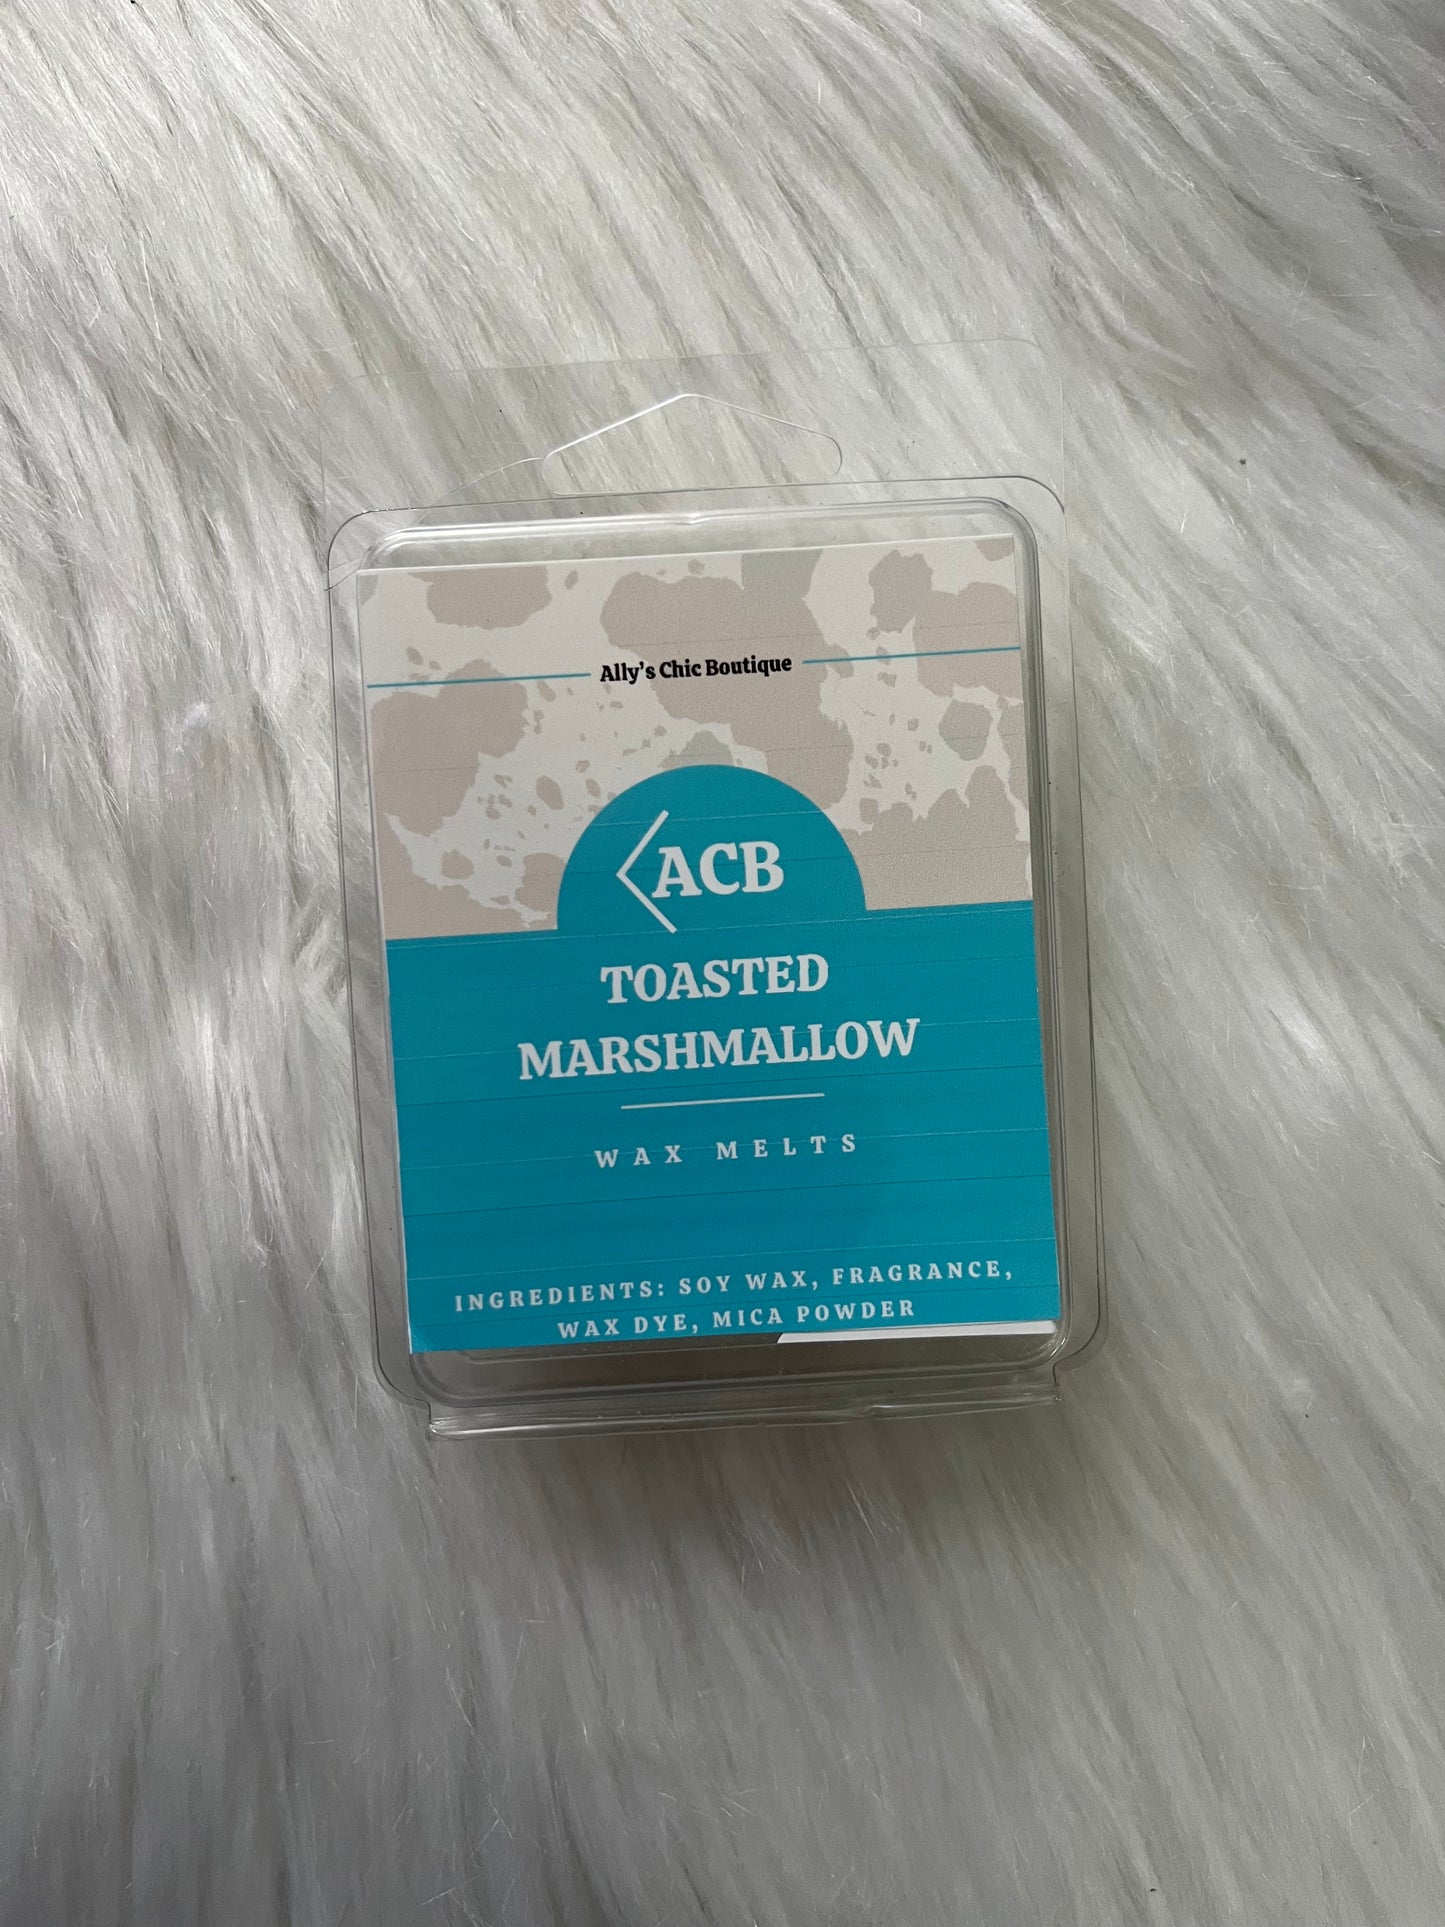 Ally's Chic Boutique
ACB
TOASTED
MARSHMALLOW
WAX MELTS
INGREDIENTS: SOY WAX, FRAGRANCE,
WAX DYE, MICA POWDER